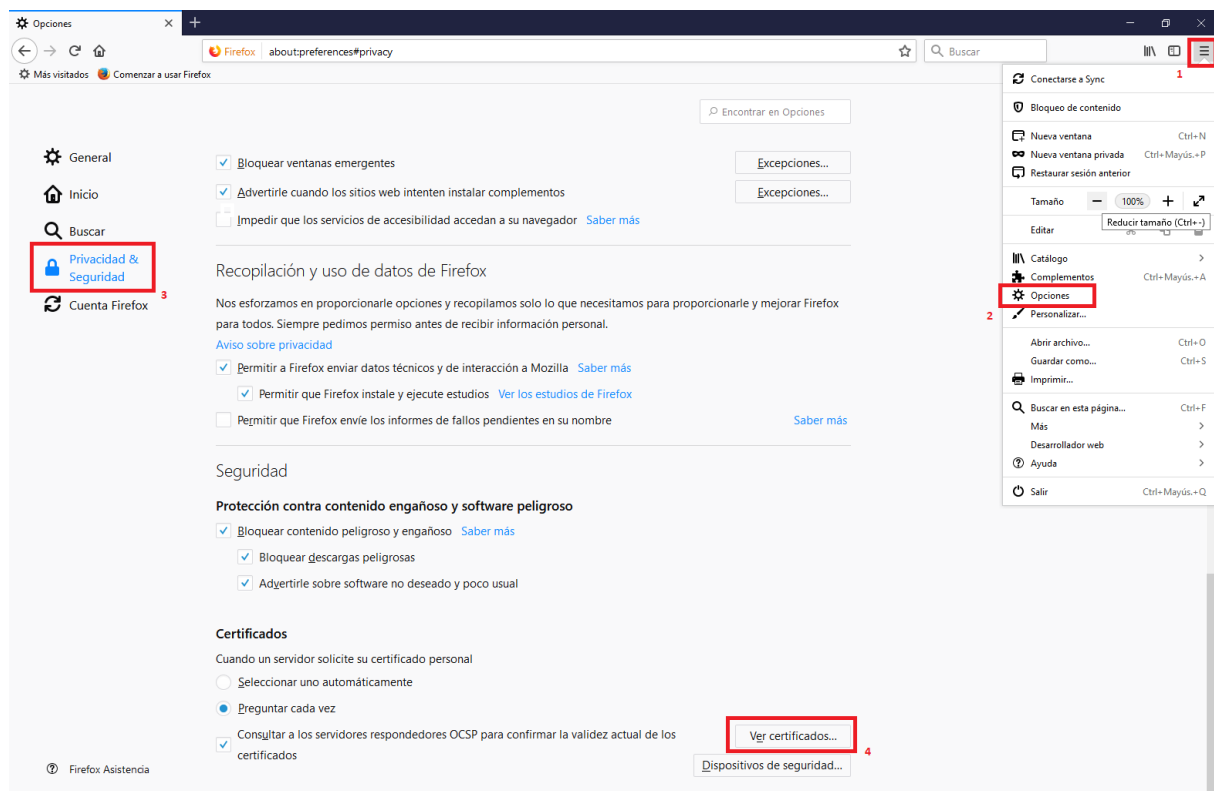 Opciones
Firefox about:preferences#privacy
Buscar
Más visitados Comenzar a usar Firefox
1
Encontrar en Opciones
General
Inicio
Buscar
Privacidad &
Seguridad
3
Cuenta Firefox
Firefox Asistencia
Bloquear ventanas emergentes
Excepciones...
Advertirle cuando los sitios web intenten instalar complementos
Excepciones...
Impedir que los servicios de accesibilidad accedan a su navegador Saber más
Recopilación y uso de datos de Firefox
Nos esforzamos en proporcionarle opciones y recopilamos solo lo que necesitamos para proporcionarle y mejorar Firefox
para todos. Siempre pedimos permiso antes de recibir información personal.
Aviso sobre privacidad
Permitir a Firefox enviar datos técnicos y de interacción a Mozilla Saber más
Permitir que Firefox instale y ejecute estudios Ver los estudios de Firefox
Permitir que Firefox envíe los informes de fallos pendientes en su nombre Saber más
Seguridad
Protección contra contenido engañoso y software peligroso
Bloquear contenido peligroso y engañoso Saber más
Bloquear descargas peligrosas
Advertirle sobre software no deseado y poco usual
Certificados
Cuando un servidor solicite su certificado personal
Seleccionar uno automáticamente
Preguntar cada vez
Consultar a los servidores respondedores OCSP para confirmar la validez actual de los
certificados
Ver certificados...
4
Dispositivos de seguridad...
Conectarse a Sync
Bloqueo de contenido
Nueva ventana Ctrl+N
Nueva ventana privada Ctrl+Mayús.+P
Restaurar sesión anterior
Tamaño 100%
Reducir tamaño (Ctrl+-)
Editar
Catálogo
Complementos Ctrl+Mayús.+A
Opciones
2
Personalizar...
Abrir archivo... Ctrl+O
Guardar como... Ctrl+S
Imprimir...
Buscar en esta página... Ctrl+F
Más
Desarrollador web
Ayuda
Salir Ctrl+Mayús.+Q